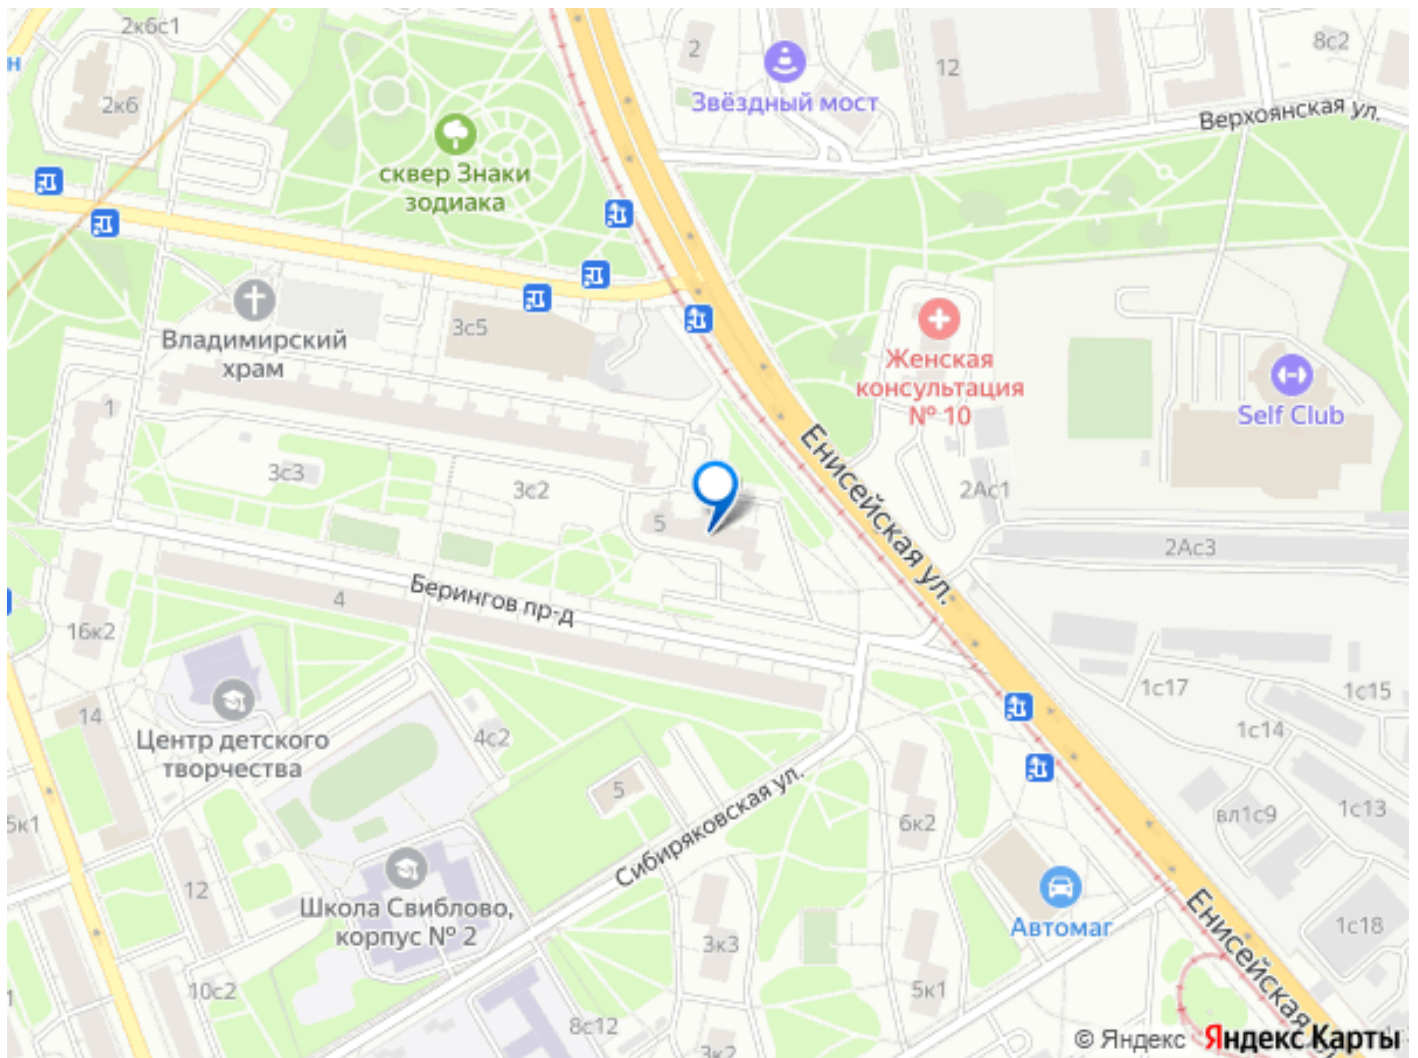 2к6с1
2
8с2
12
н
2к6
Звёздный мост
Верхоянская ул.
сквер Знаки
зодиака
3с5
Владимирский
храм
Женская
консультация
№ 10
Self Club
1
3с3
3с2
5
2Ас1
Енисейская ул.
2Ас3
Берингов пр-д
4
16к2
1с17
1с15
14
1с14
Центр детского
творчества
4с2
5
Сибиряковская ул.
6к2
вл1с9
1с13
5к1
12
Школа Свиблово,
корпус № 2
Автомаг
3к3
Енисейская
1с18
10с2
5к1
1
8с12
3к2
© Яндекс Яндекс Карты